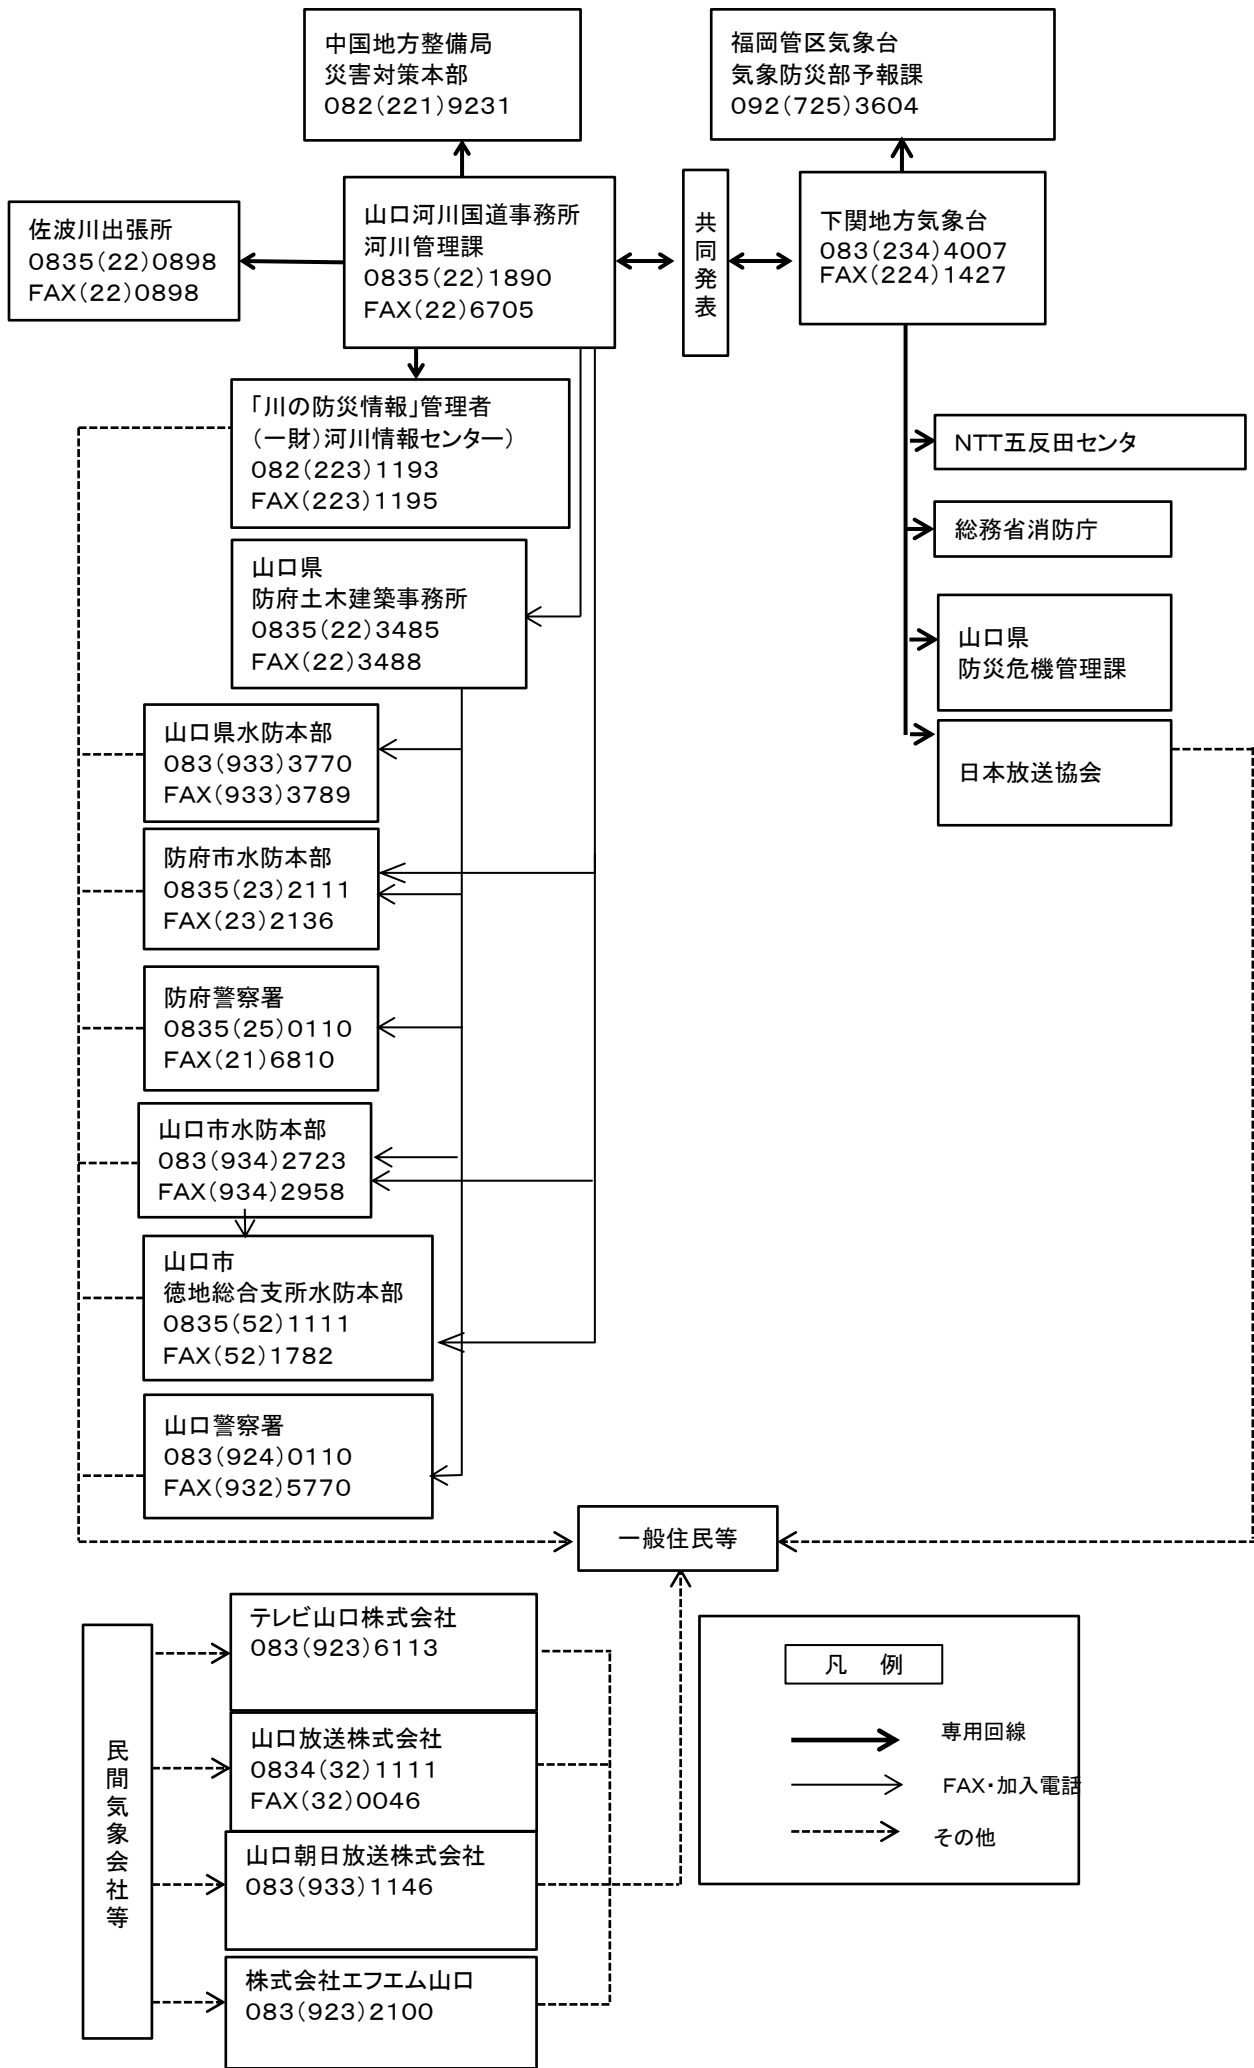 中国地方整備局
災害対策本部
082(221)9231
福岡管区気象台
気象防災部予報課
092(725)3604
佐波川出張所
0835(22)0898
FAX(22)0898
山口河川国道事務所
河川管理課
0835(22)1890
FAX(22)6705
共同発表
下関地方気象台
083(234)4007
FAX(224)1427
「川の防災情報」管理者
(一財)河川情報センター)
082(223)1193
FAX(223)1195
NTT五反田センタ
総務省消防庁
山口県
防災危機管理課
日本放送協会
山口県
防府土木建築事務所
0835(22)3485
FAX(22)3488
山口県水防本部
083(933)3770
FAX(933)3789
防府市水防本部
0835(23)2111
FAX(23)2136
防府警察署
0835(25)0110
FAX(21)6810
山口市水防本部
083(934)2723
FAX(934)2958
山口市
徳地総合支所水防本部
0835(52)1111
FAX(52)1782
山口警察署
083(924)0110
FAX(932)5770
一般住民等
民間気象会社等
テレビ山口株式会社
083(923)6113
山口放送株式会社
0834(32)1111
FAX(32)0046
山口朝日放送株式会社
083(933)1146
株式会社エフエム山口
083(923)2100
凡 例
専用回線
FAX・加入電話
その他